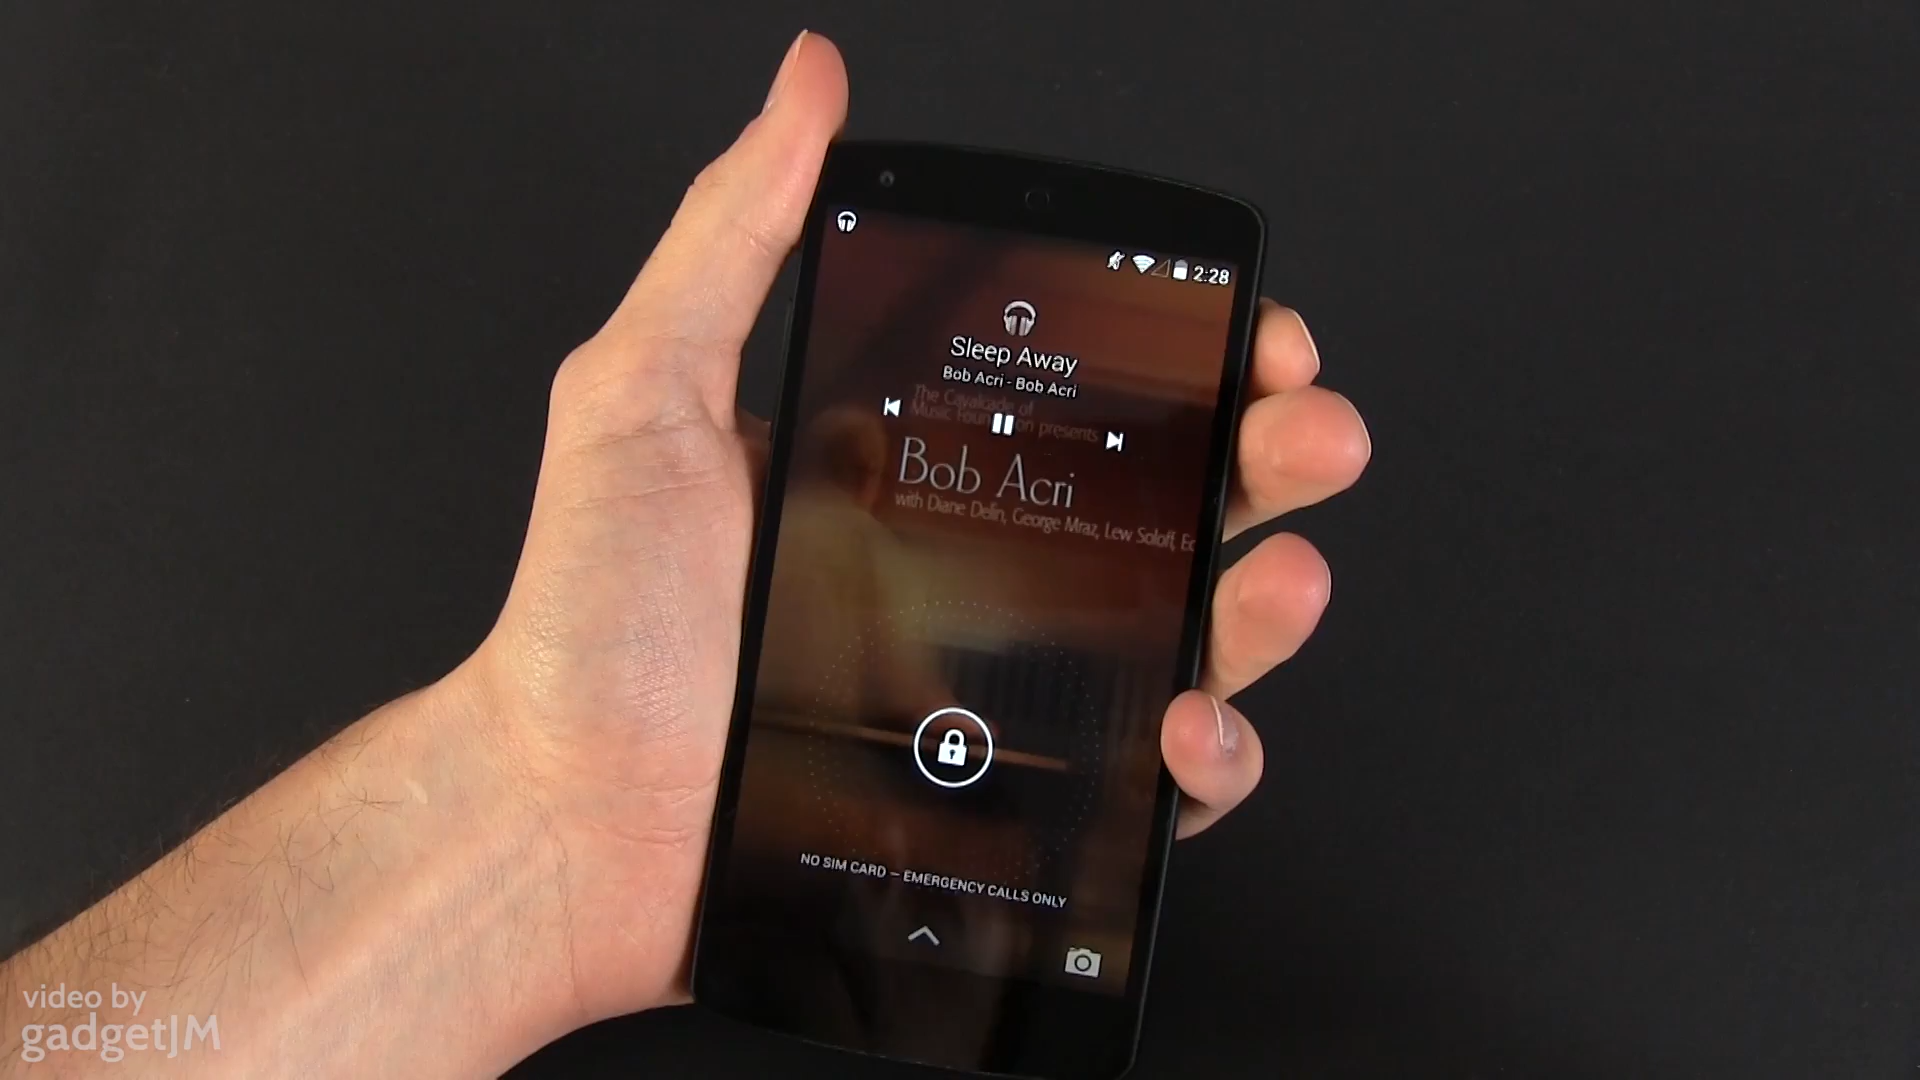 2:28
Sleep Away
Bob Acri - Bob Acri
The Cavalcade of
Music Foundation presents
Bob Acri
with Diane Delin, George Mraz, Lew Soloff, Ed
NO SIM CARD — EMERGENCY CALLS ONLY
video by
gadgetJM